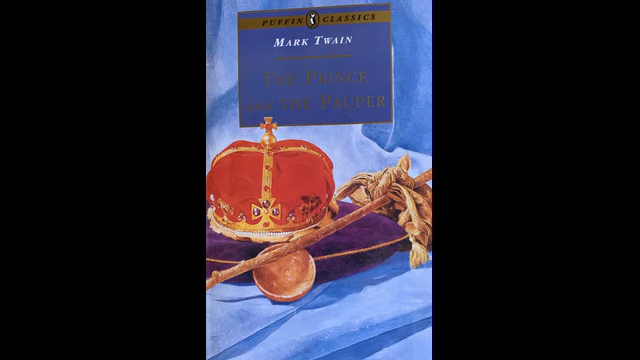 PUFFIN CLASSICS
MARK TWAIN
THE PRINCE
AND THE PAUPER